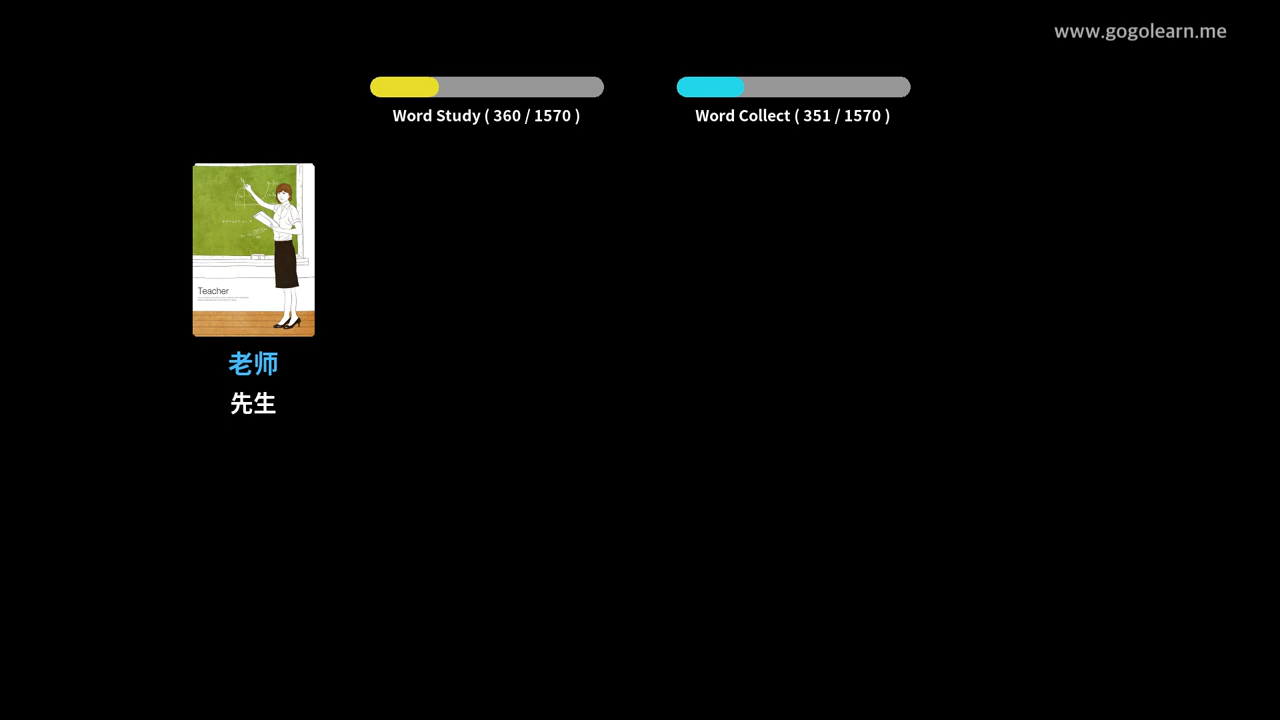 www.gogolearn.me
Word Study ( 360 / 1570 )
Word Collect ( 351 / 1570 )
Teacher
老师
先生